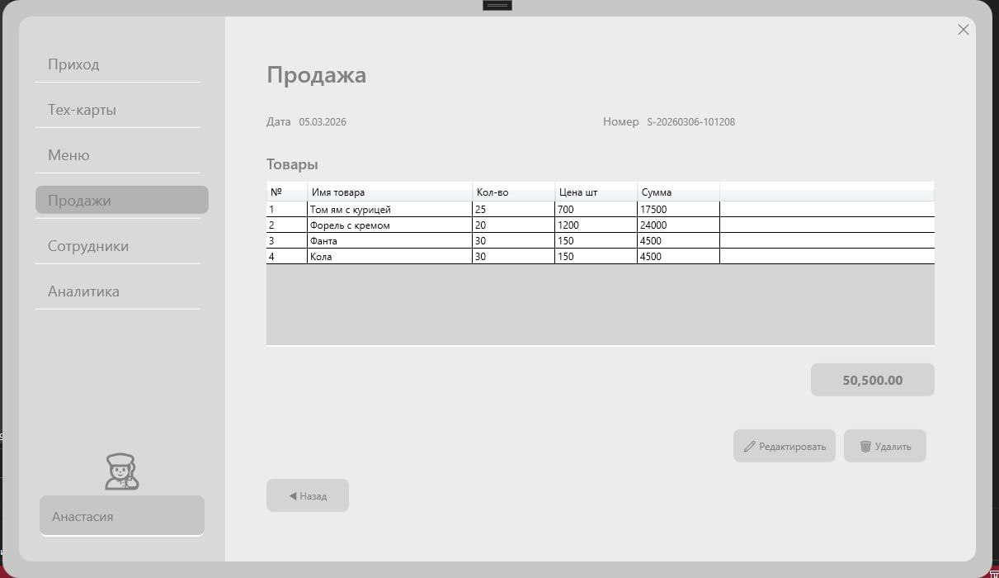 Приход
Тех-карты
Меню
Продажи
Сотрудники
Аналитика
Анастасия
Продажа
Дата 05.03.2026 Номер S-20260306-101208
Товары
№ Имя товара Кол-во Цена шт Сумма
1 Том ям с курицей 25 700 17500
2 Форель с кремом 20 1200 24000
3 Фанта 30 150 4500
4 Кола 30 150 4500
50,500.00
Редактировать Удалить
Назад